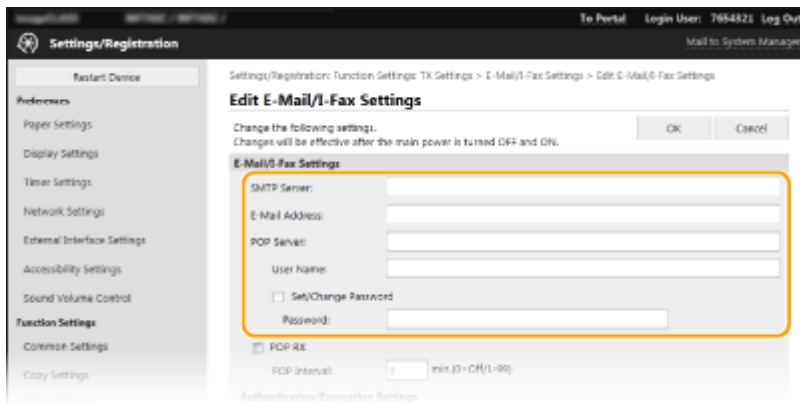 To Portal Login User: 7654321 Log Out
Settings/Registration
Mail to System Manager
Restart Device
Preferences
Paper Settings
Display Settings
Timer Settings
Network Settings
External Interface Settings
Accessibility Settings
Sound Volume Control
Function Settings
Common Settings
Copy Settings
Settings/Registration: Function Settings: TX Settings > E-Mail/I-Fax Settings > Edit E-Mail/I-Fax Settings
Edit E-Mail/I-Fax Settings
Change the following settings.
Changes will be effective after the main power is turned OFF and ON.
OK Cancel
E-Mail/I-Fax Settings
SMTP Server:
E-Mail Address:
POP Server:
User Name:
Set/Change Password
Password:
POP RX
POP Interval: 0 min.(0=Off/1-99)
Authentication/Encryption Settings